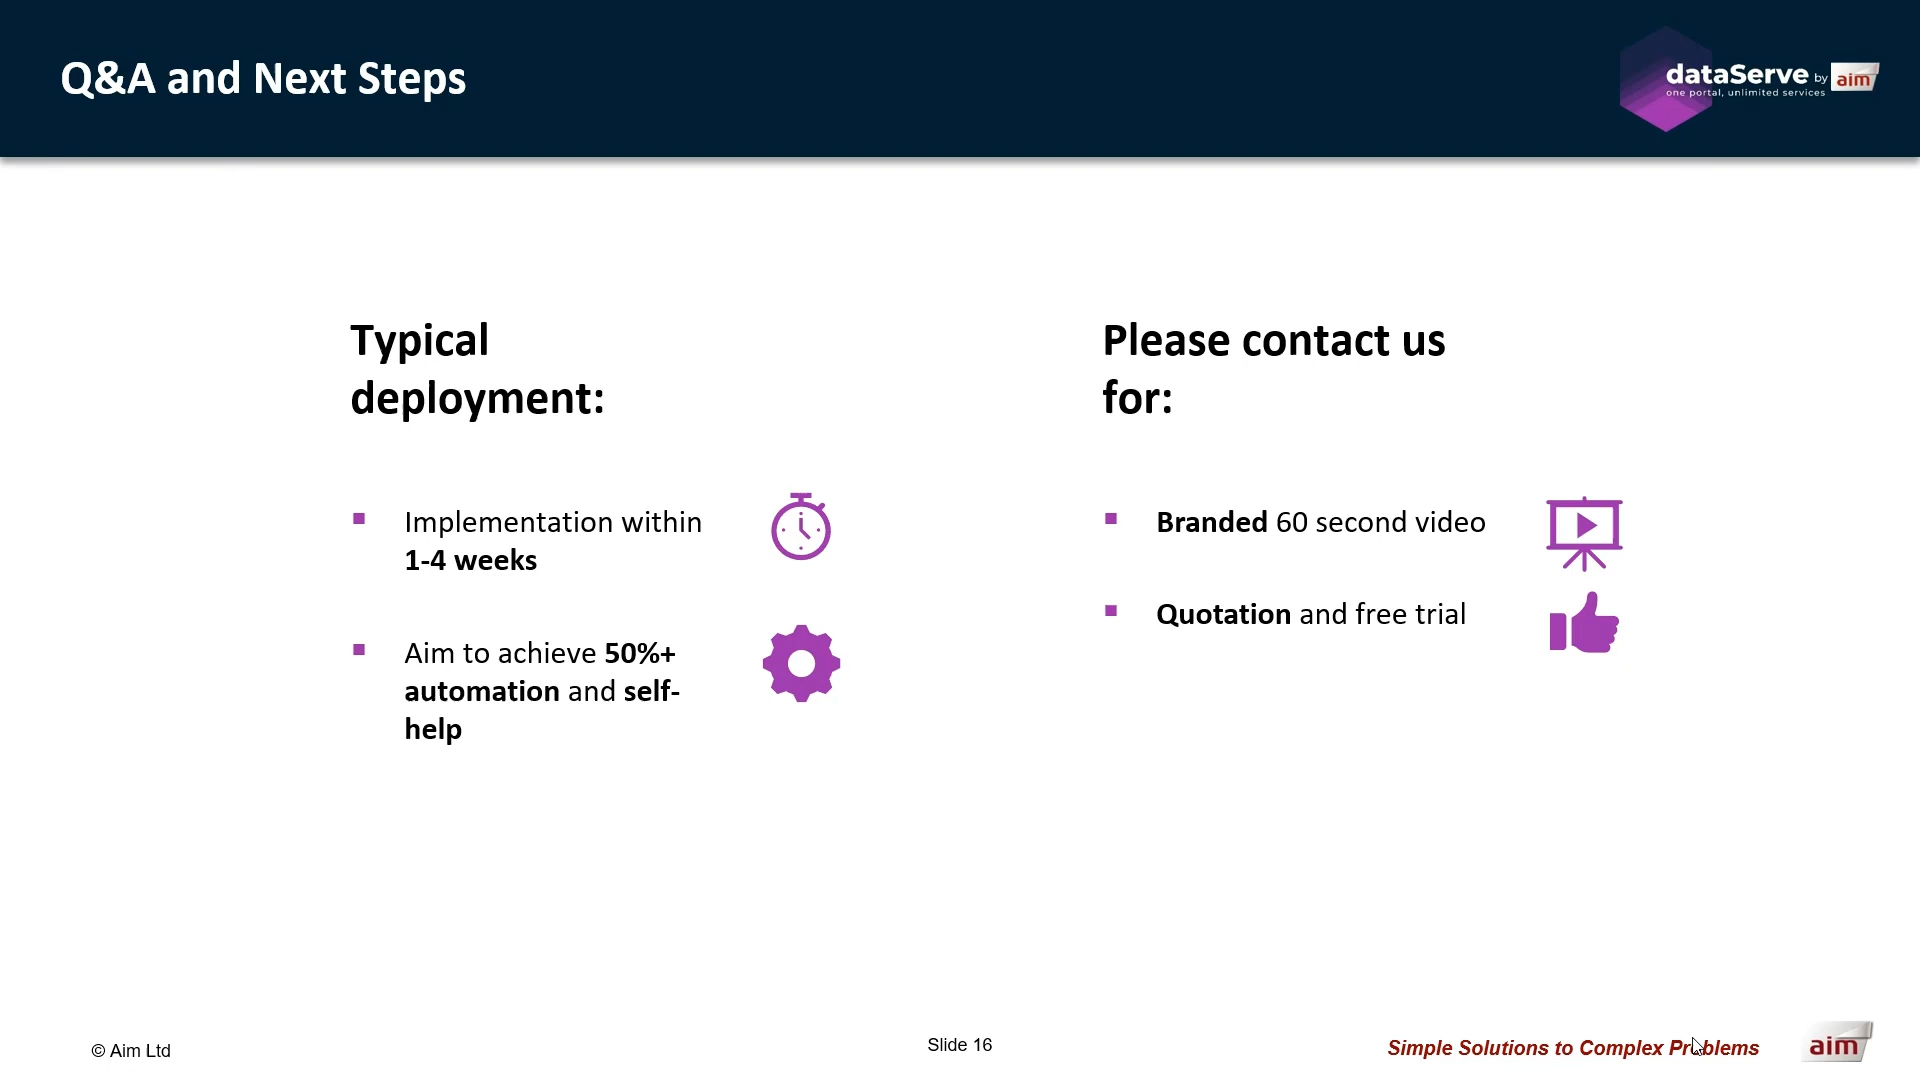 Q&A and Next Steps
dataServe by aim
one portal, unlimited services
Typical
deployment:
Implementation within
1-4 weeks
Aim to achieve 50%+
automation and self-
help
Please contact us
for:
Branded 60 second video
Quotation and free trial
© Aim Ltd
Slide 16
Simple Solutions to Complex Problems
aim